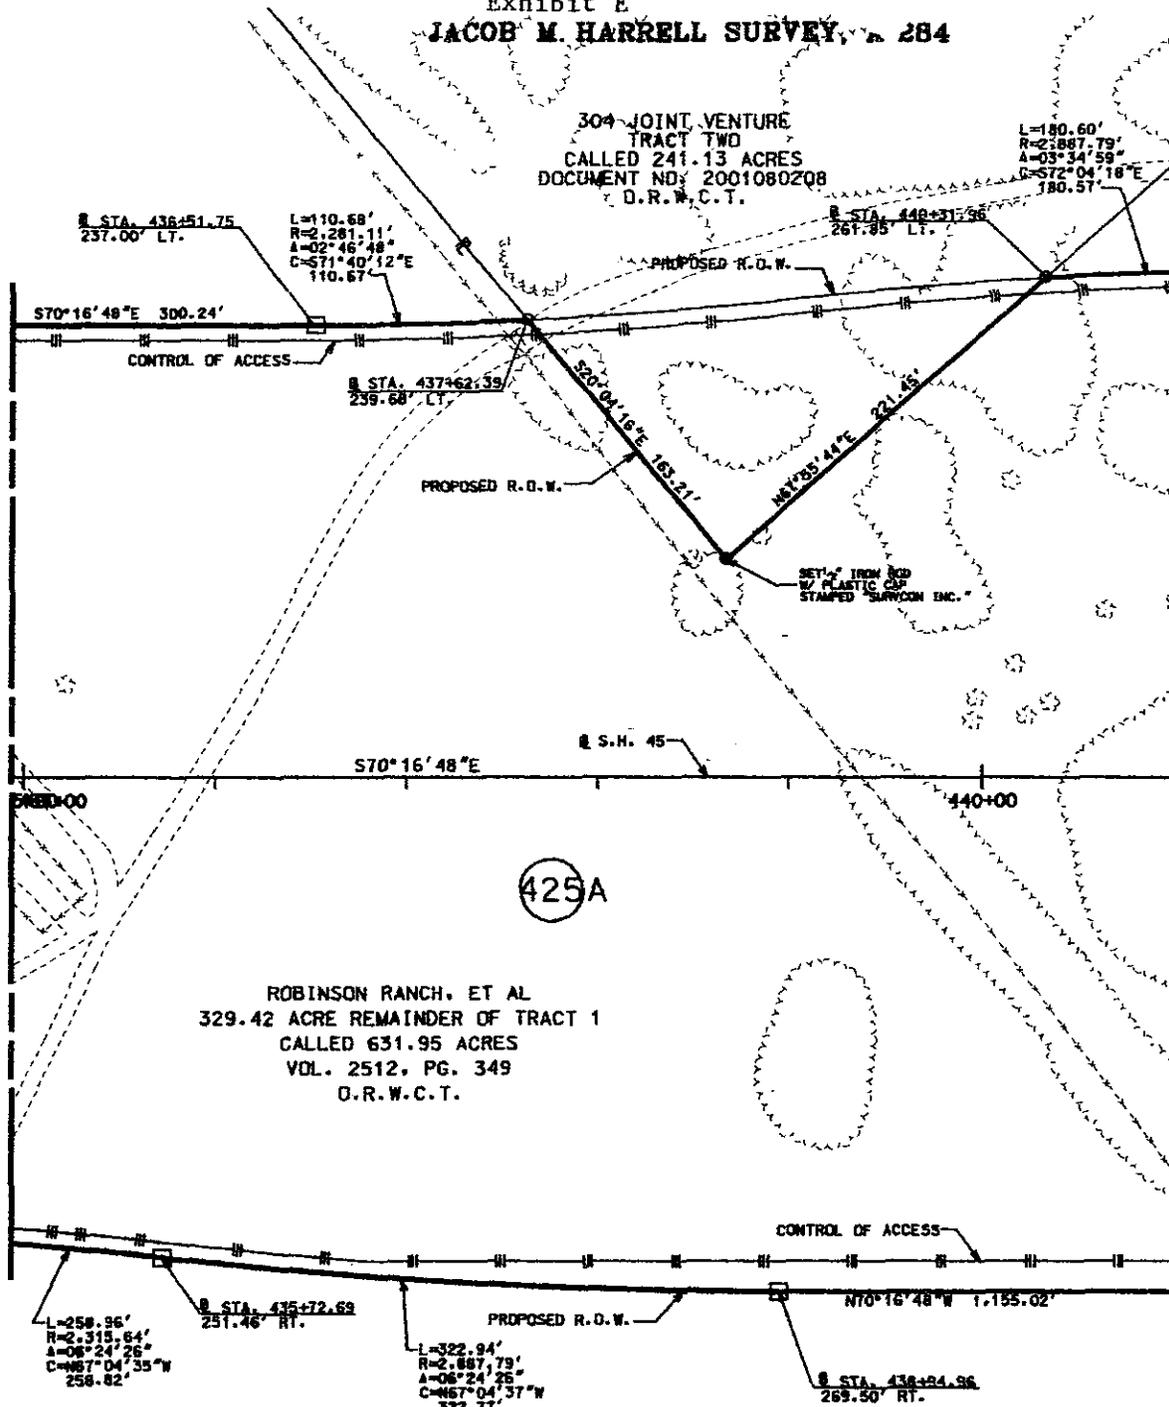 Exhibit E
JACOB M. HARRELL SURVEY, A 284
304 JOINT VENTURE
TRACT TWO
CALLED 241.13 ACRES
DOCUMENT NO. 2001080208
O.R.W.C.T.
L=180.60'
R=2,887.79'
Δ=03°34'59"
C=S72°04'18"E
180.57'
STA. 436+51.75
237.00' LT.
L=110.68'
R=2,281.11'
Δ=02°46'48"
C=S71°40'12"E
110.67'
STA. 440+31.96
261.85' LT.
PROPOSED R.O.W.
S70°16'48"E 300.24'
CONTROL OF ACCESS
STA. 437+62.39
239.68' LT.
S20°04'16"E 163.21'
N61°55'44"E 221.45'
PROPOSED R.O.W.
SET 1/2" IRON ROD
W/ PLASTIC CAP
STAMPED "SURVCON INC."
S.H. 45
S70°16'48"E
440+00
425A
ROBINSON RANCH, ET AL
329.42 ACRE REMAINDER OF TRACT 1
CALLED 631.95 ACRES
VOL. 2512, PG. 349
O.R.W.C.T.
CONTROL OF ACCESS
N70°16'48"W 1,155.02'
PROPOSED R.O.W.
STA. 435+72.69
251.46' RT.
L=258.96'
R=2,315.64'
Δ=06°24'26"
C=N67°04'35"W
258.82'
L=322.94'
R=2,887.79'
Δ=06°24'26"
C=N67°04'37"W
322.77'
STA. 438+94.96
269.50' RT.